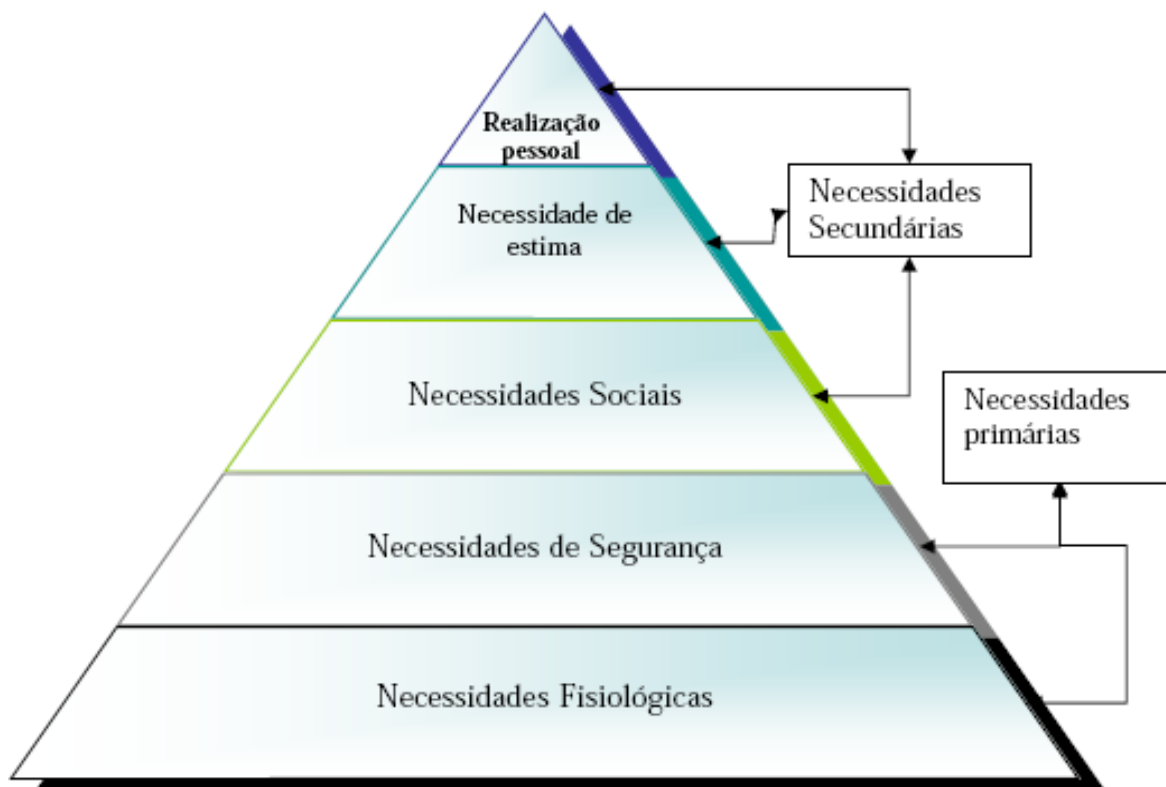 Realização
pessoal
Necessidade de
estima
Necessidades
Secundárias
Necessidades Sociais
Necessidades
primárias
Necessidades de Segurança
Necessidades Fisiológicas